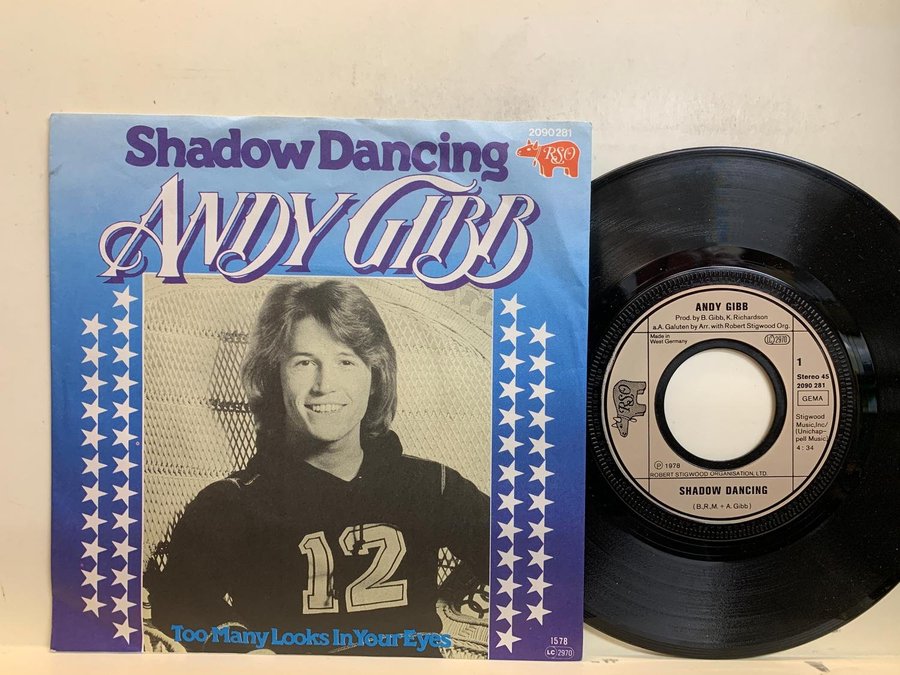 2090 281
Shadow Dancing
RSO
ANDY GIBB
12
Too Many Looks In Your Eyes
1578
LC 2970
ANDY GIBB
Prod. by B. Gibb, K. Richardson
a.A. Galuten by Arr. with Robert Stigwood Org.
Made in
West Germany
LC 2970
1
Stereo 45
2090 281
GEMA
RSO
Stigwood
Music,Inc/
(Unichap-
pell Music)
4:34
℗ 1978
ROBERT STIGWOOD ORGANISATION, LTD.
SHADOW DANCING
(B.,R.,M. + A. Gibb)